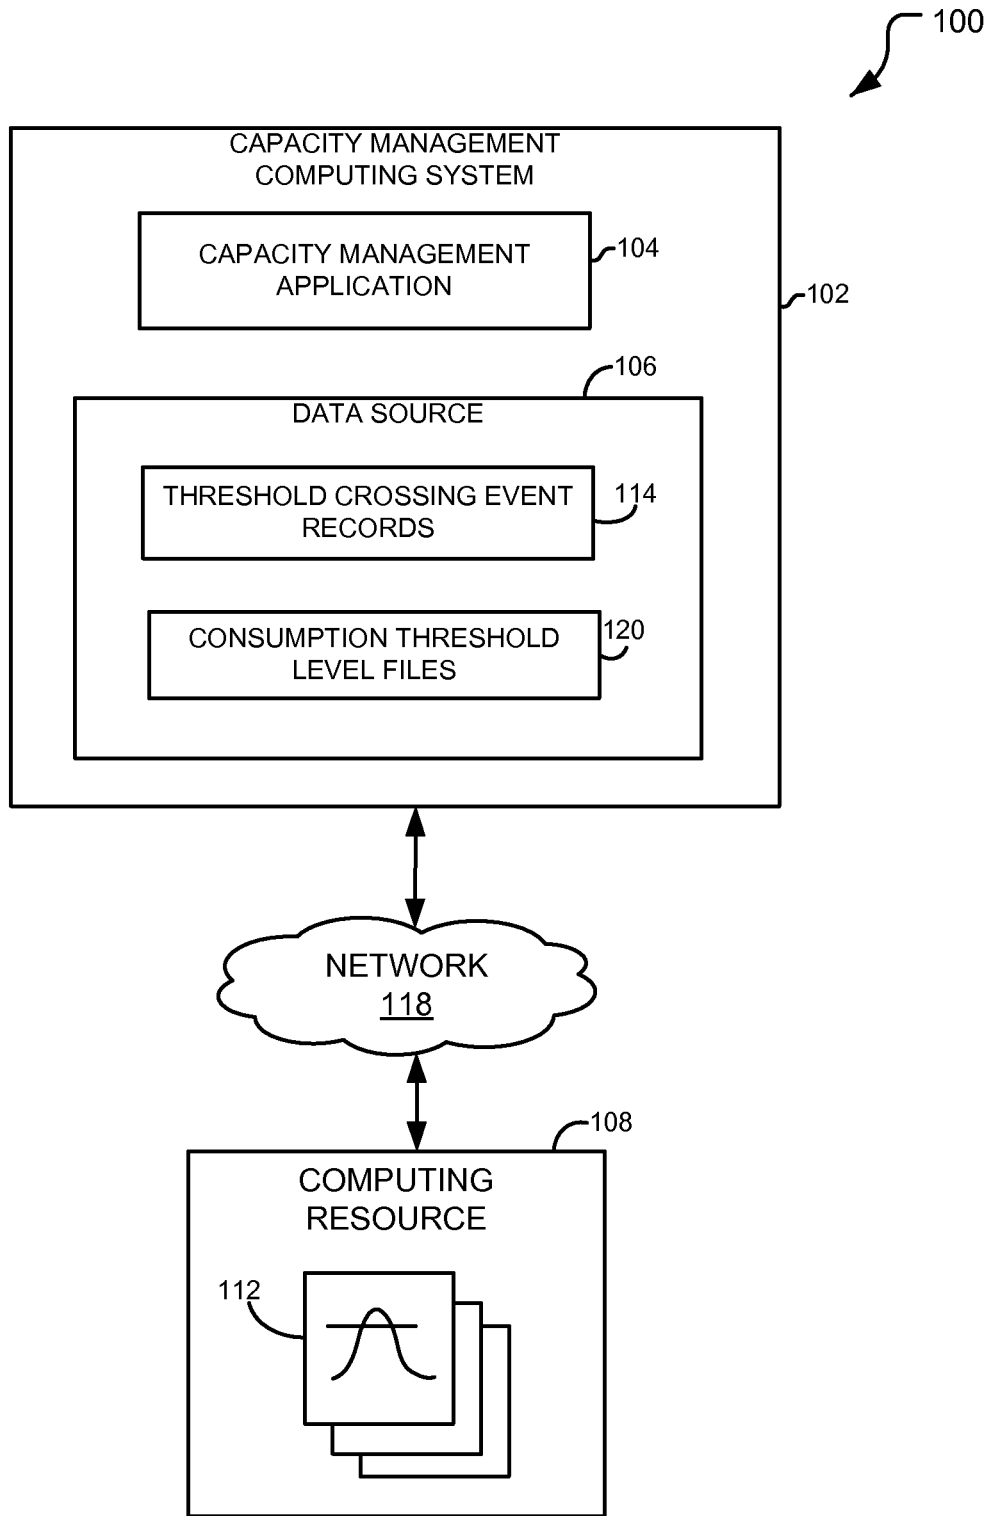 100
CAPACITY MANAGEMENT
COMPUTING SYSTEM
CAPACITY MANAGEMENT
APPLICATION
104
102
106
DATA SOURCE
THRESHOLD CROSSING EVENT
RECORDS
114
CONSUMPTION THRESHOLD
LEVEL FILES
120
NETWORK
118
108
COMPUTING
RESOURCE
112